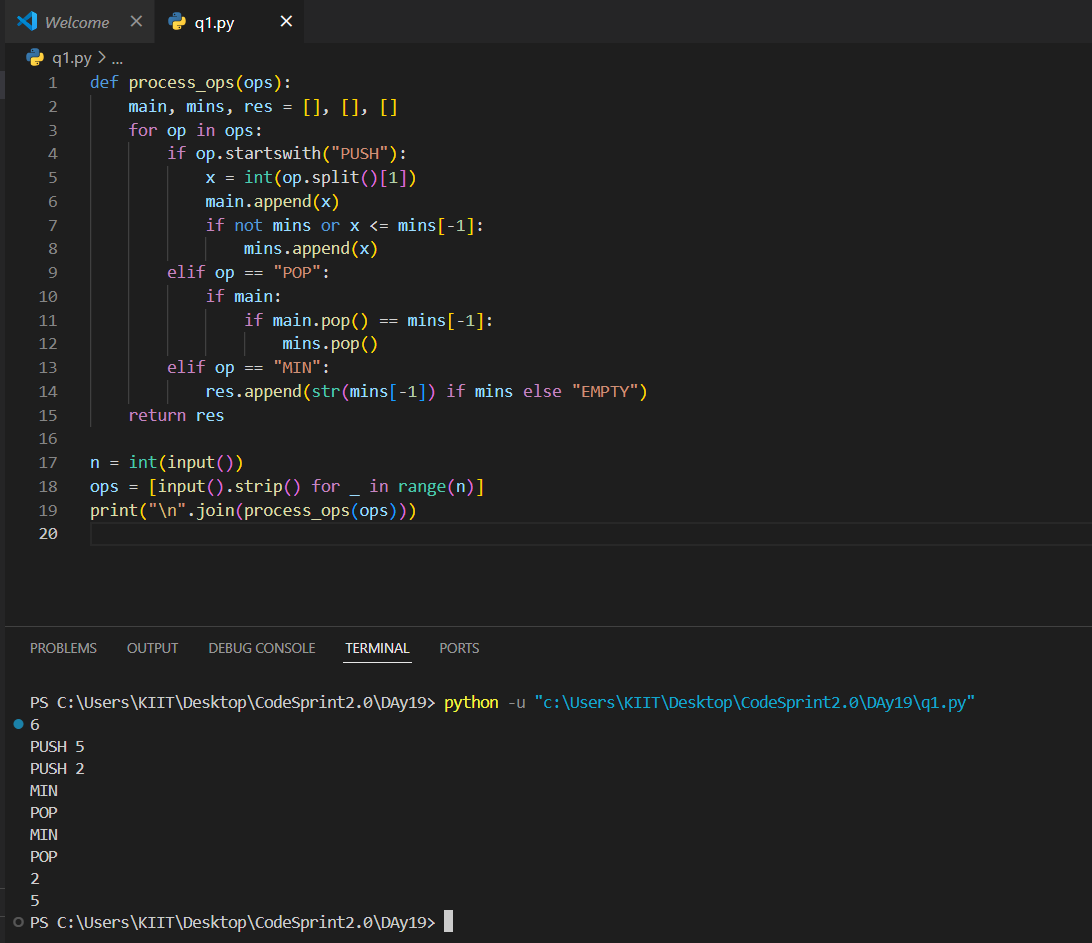 Welcome q1.py
q1.py > ...
1 def process_ops(ops):
2     main, mins, res = [], [], []
3     for op in ops:
4         if op.startswith("PUSH"):
5             x = int(op.split()[1])
6             main.append(x)
7             if not mins or x <= mins[-1]:
8                 mins.append(x)
9         elif op == "POP":
10             if main:
11                 if main.pop() == mins[-1]:
12                     mins.pop()
13         elif op == "MIN":
14             res.append(str(mins[-1]) if mins else "EMPTY")
15     return res
16
17 n = int(input())
18 ops = [input().strip() for _ in range(n)]
19 print("\n".join(process_ops(ops)))
20
PROBLEMS OUTPUT DEBUG CONSOLE TERMINAL PORTS
PS C:\Users\KIIT\Desktop\CodeSprint2.0\DAy19> python -u "c:\Users\KIIT\Desktop\CodeSprint2.0\DAy19\q1.py"
6
PUSH 5
PUSH 2
MIN
POP
MIN
POP
2
5
PS C:\Users\KIIT\Desktop\CodeSprint2.0\DAy19>